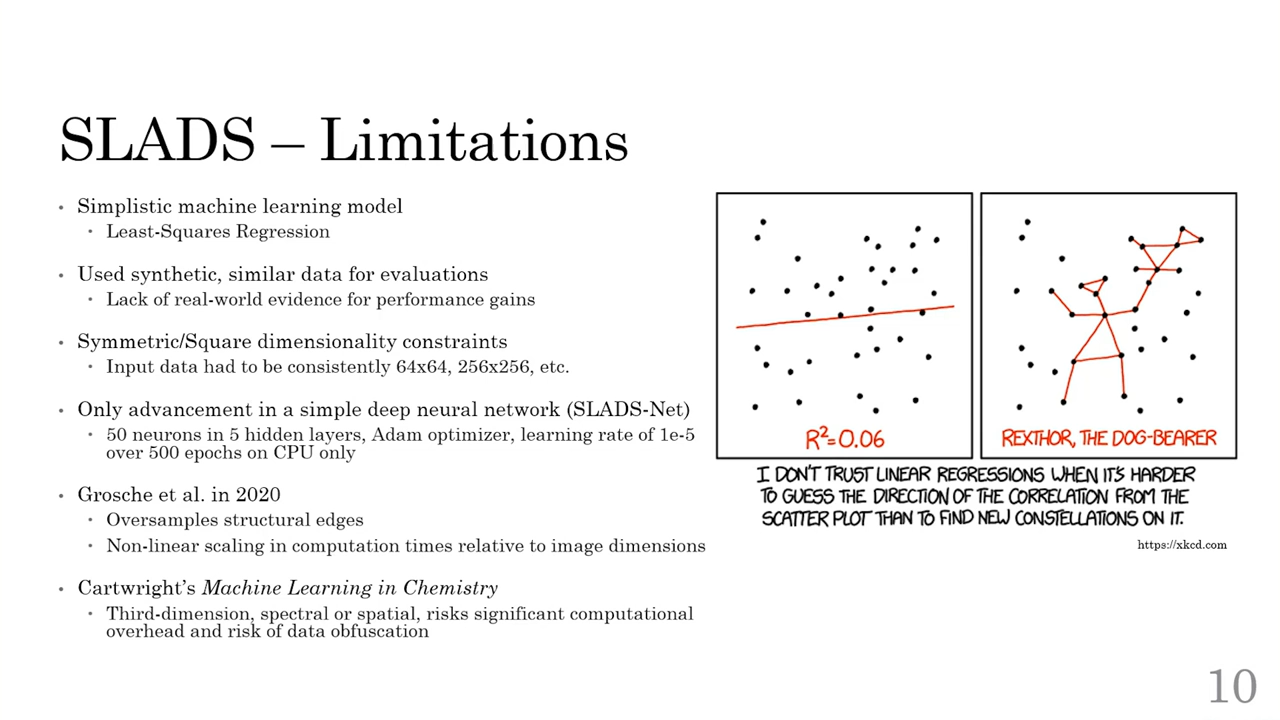 SLADS – Limitations
• Simplistic machine learning model
• Least-Squares Regression
• Used synthetic, similar data for evaluations
• Lack of real-world evidence for performance gains
• Symmetric/Square dimensionality constraints
• Input data had to be consistently 64x64, 256x256, etc.
• Only advancement in a simple deep neural network (SLADS-Net)
• 50 neurons in 5 hidden layers, Adam optimizer, learning rate of 1e-5
over 500 epochs on CPU only
• Grosche et al. in 2020
• Oversamples structural edges
• Non-linear scaling in computation times relative to image dimensions
• Cartwright's Machine Learning in Chemistry
• Third-dimension, spectral or spatial, risks significant computational
overhead and risk of data obfuscation
R²=0.06
REXTHOR, THE DOG-BEARER
I DON'T TRUST LINEAR REGRESSIONS WHEN IT'S HARDER
TO GUESS THE DIRECTION OF THE CORRELATION FROM THE
SCATTER PLOT THAN TO FIND NEW CONSTELLATIONS ON IT.
https://xkcd.com
10